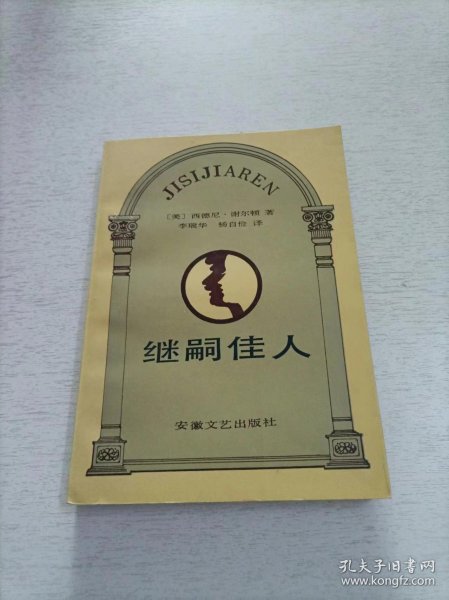 JISIJIAREN
〔美〕西德尼·谢尔顿 著
李琨华 杨自俭 译
继嗣佳人
安徽文艺出版社
孔夫子旧书网
www.kongfz.com